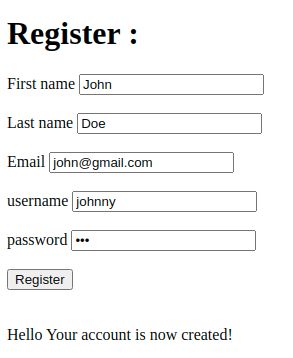 Register :
First name John
Last name Doe
Email john@gmail.com
username johnny
password •••
Register
Hello Your account is now created!